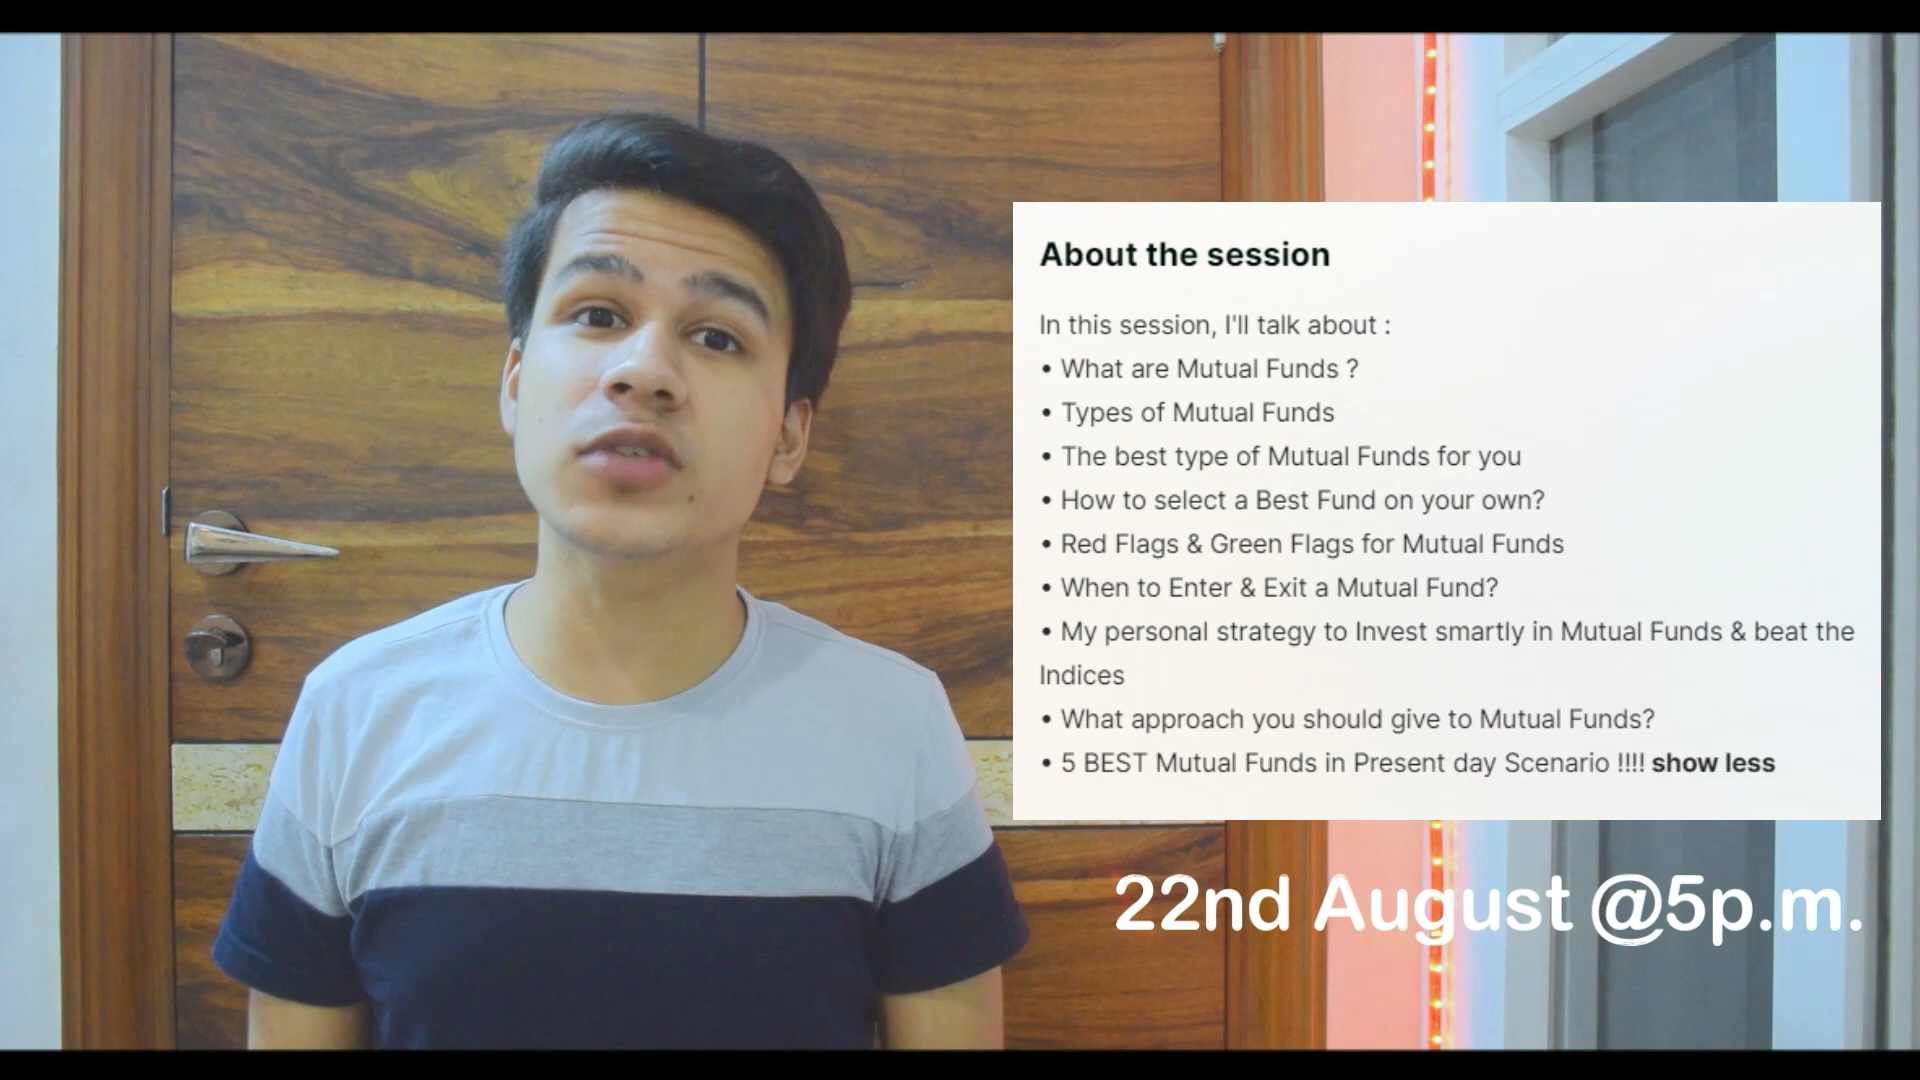 About the session
In this session, I'll talk about :
• What are Mutual Funds ?
• Types of Mutual Funds
• The best type of Mutual Funds for you
• How to select a Best Fund on your own?
• Red Flags & Green Flags for Mutual Funds
• When to Enter & Exit a Mutual Fund?
• My personal strategy to Invest smartly in Mutual Funds & beat the
Indices
• What approach you should give to Mutual Funds?
• 5 BEST Mutual Funds in Present day Scenario !!!! show less
22nd August @5p.m.